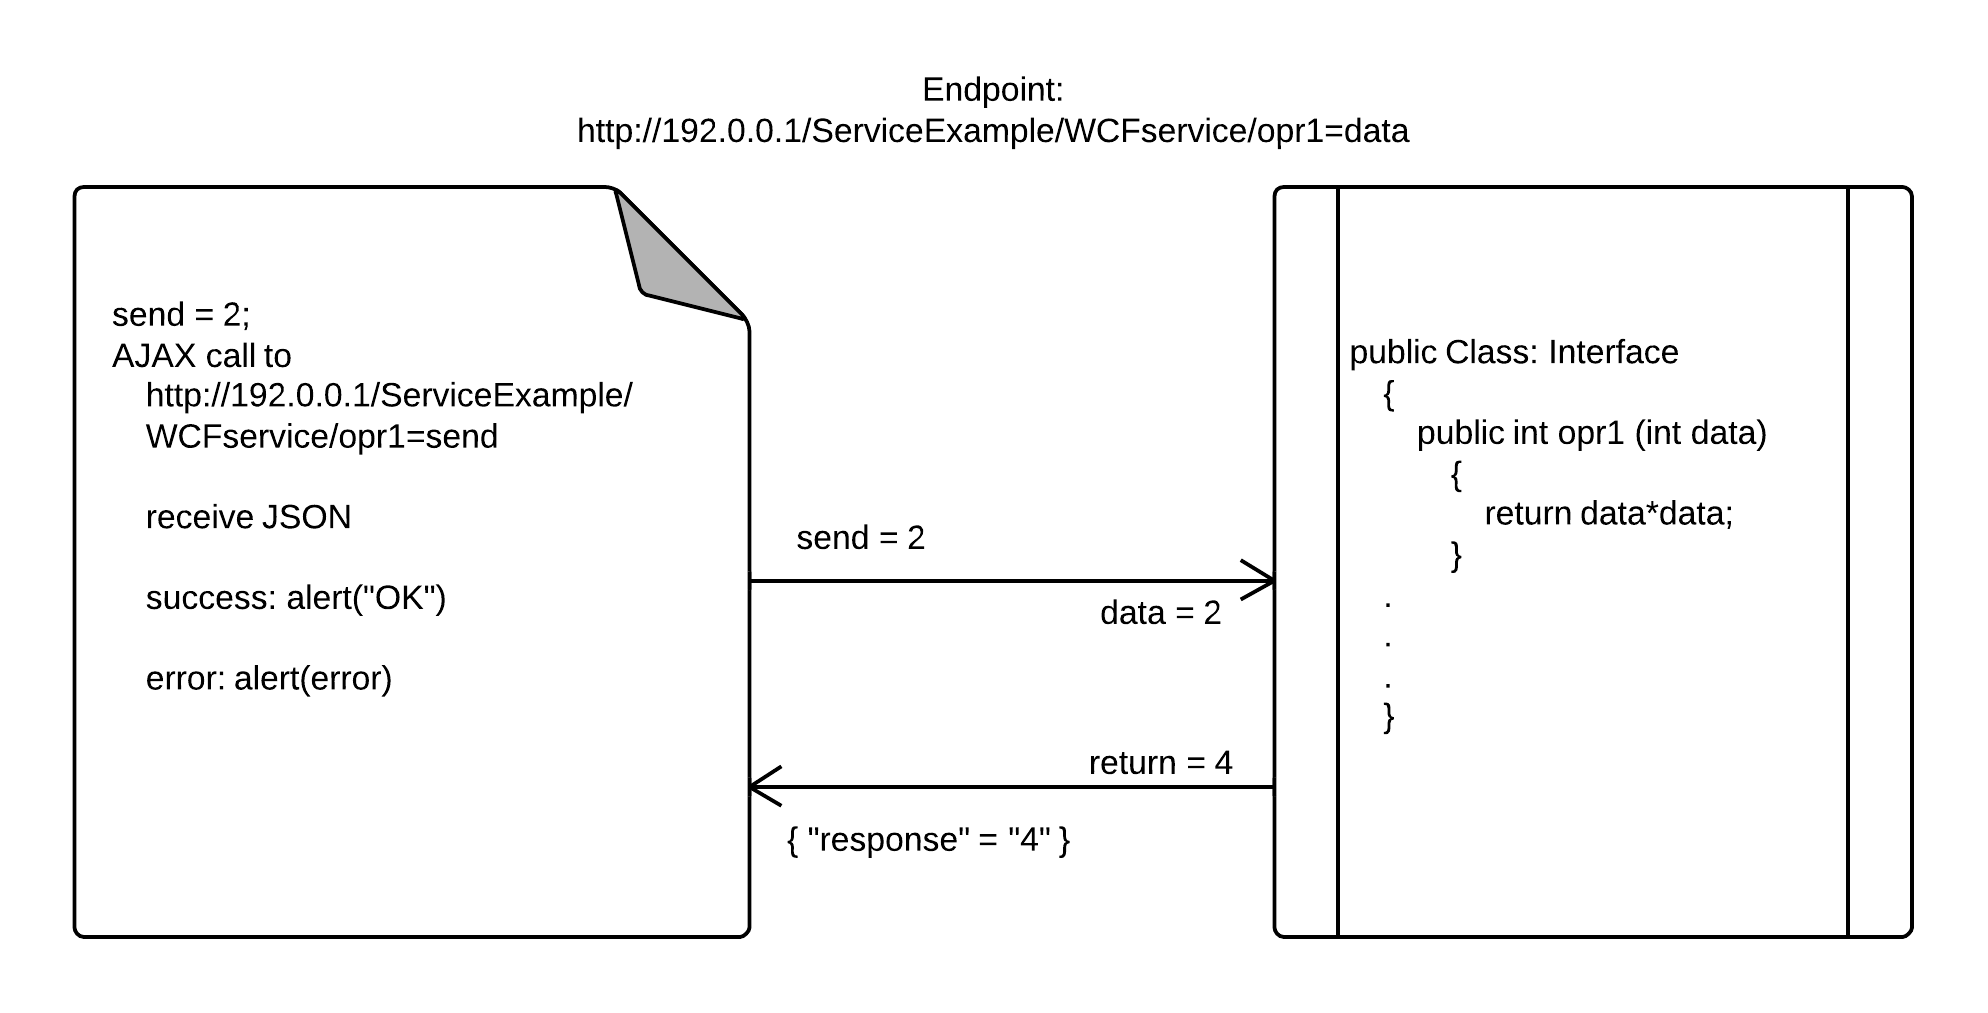 Endpoint:
http://192.0.0.1/ServiceExample/WCFservice/opr1=data
send = 2;
AJAX call to
http://192.0.0.1/ServiceExample/
WCFservice/opr1=send
receive JSON
success: alert("OK")
error: alert(error)
send = 2
data = 2
return = 4
{ "response" = "4" }
public Class: Interface
{
public int opr1 (int data)
{
return data*data;
}
.
.
.
}